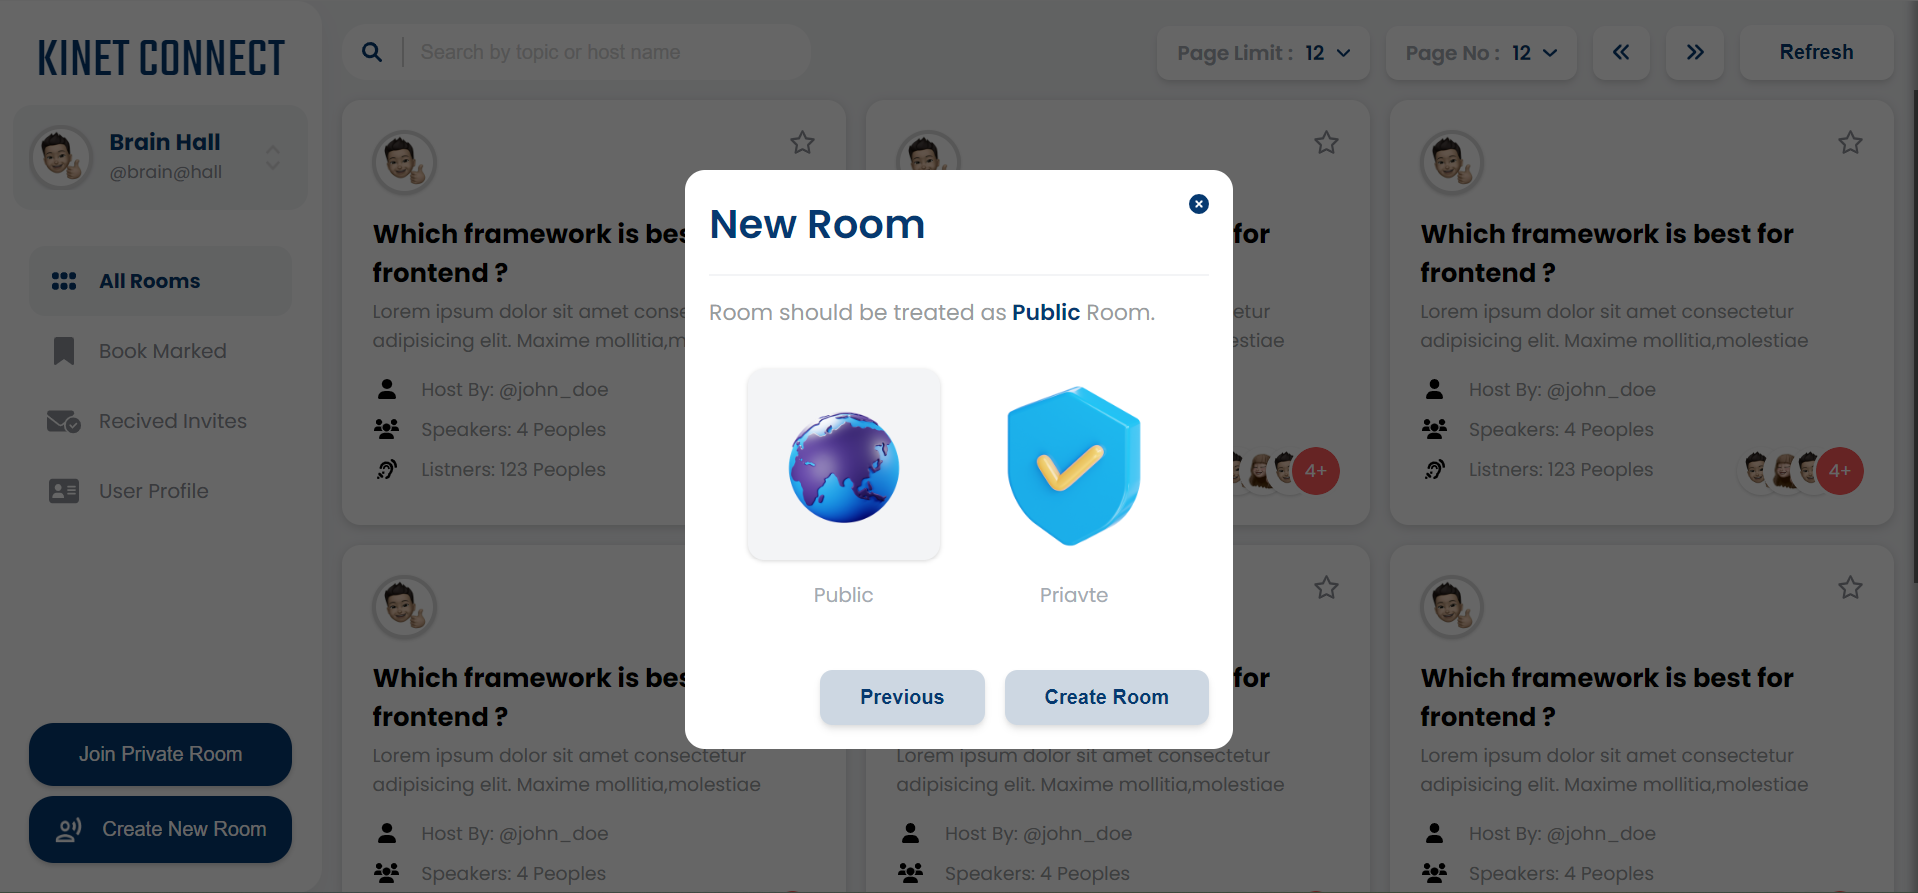 KINET CONNECT
Brain Hall
@brain@hall
All Rooms
Book Marked
Recived Invites
User Profile
Join Private Room
Create New Room
Search by topic or host name
Page Limit : 12
Page No : 12
Refresh
Which framework is bes
frontend ?
Lorem ipsum dolor sit amet conse
adipisicing elit. Maxime mollitia,m
Host By: @john_doe
Speakers: 4 Peoples
Listners: 123 Peoples
for
etur
estiae
4+
Which framework is best for
frontend ?
Lorem ipsum dolor sit amet consectetur
adipisicing elit. Maxime mollitia,molestiae
Host By: @john_doe
Speakers: 4 Peoples
Listners: 123 Peoples
4+
New Room
Room should be treated as Public Room.
Public
Priavte
Previous
Create Room
Which framework is bes
frontend ?
Lorem ipsum dolor sit amet consectetur
adipisicing elit. Maxime mollitia,molestiae
Host By: @john_doe
Speakers: 4 Peoples
for
Lorem ipsum dolor sit amet consectetur
adipisicing elit. Maxime mollitia,molestiae
Host By: @john_doe
Speakers: 4 Peoples
Which framework is best for
frontend ?
Lorem ipsum dolor sit amet consectetur
adipisicing elit. Maxime mollitia,molestiae
Host By: @john_doe
Speakers: 4 Peoples